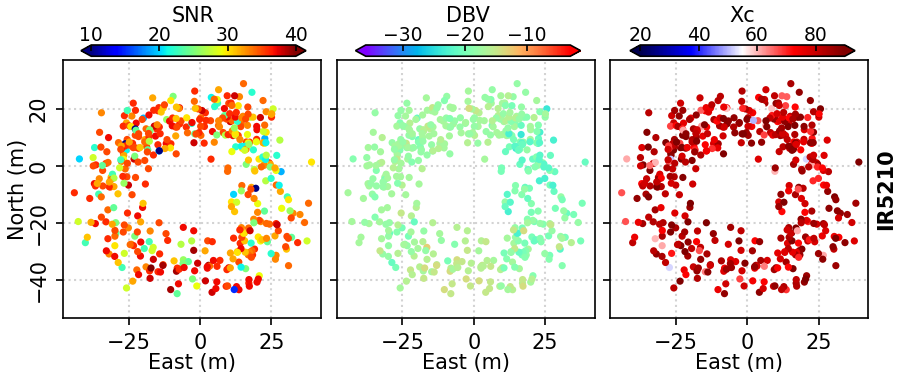 SNR DBV Xc
10 20 30 40 −30 −20 −10 20 40 60 80
20
0
−20
−40
North (m)
IR5210
−25 0 25 −25 0 25 −25 0 25
East (m) East (m) East (m)